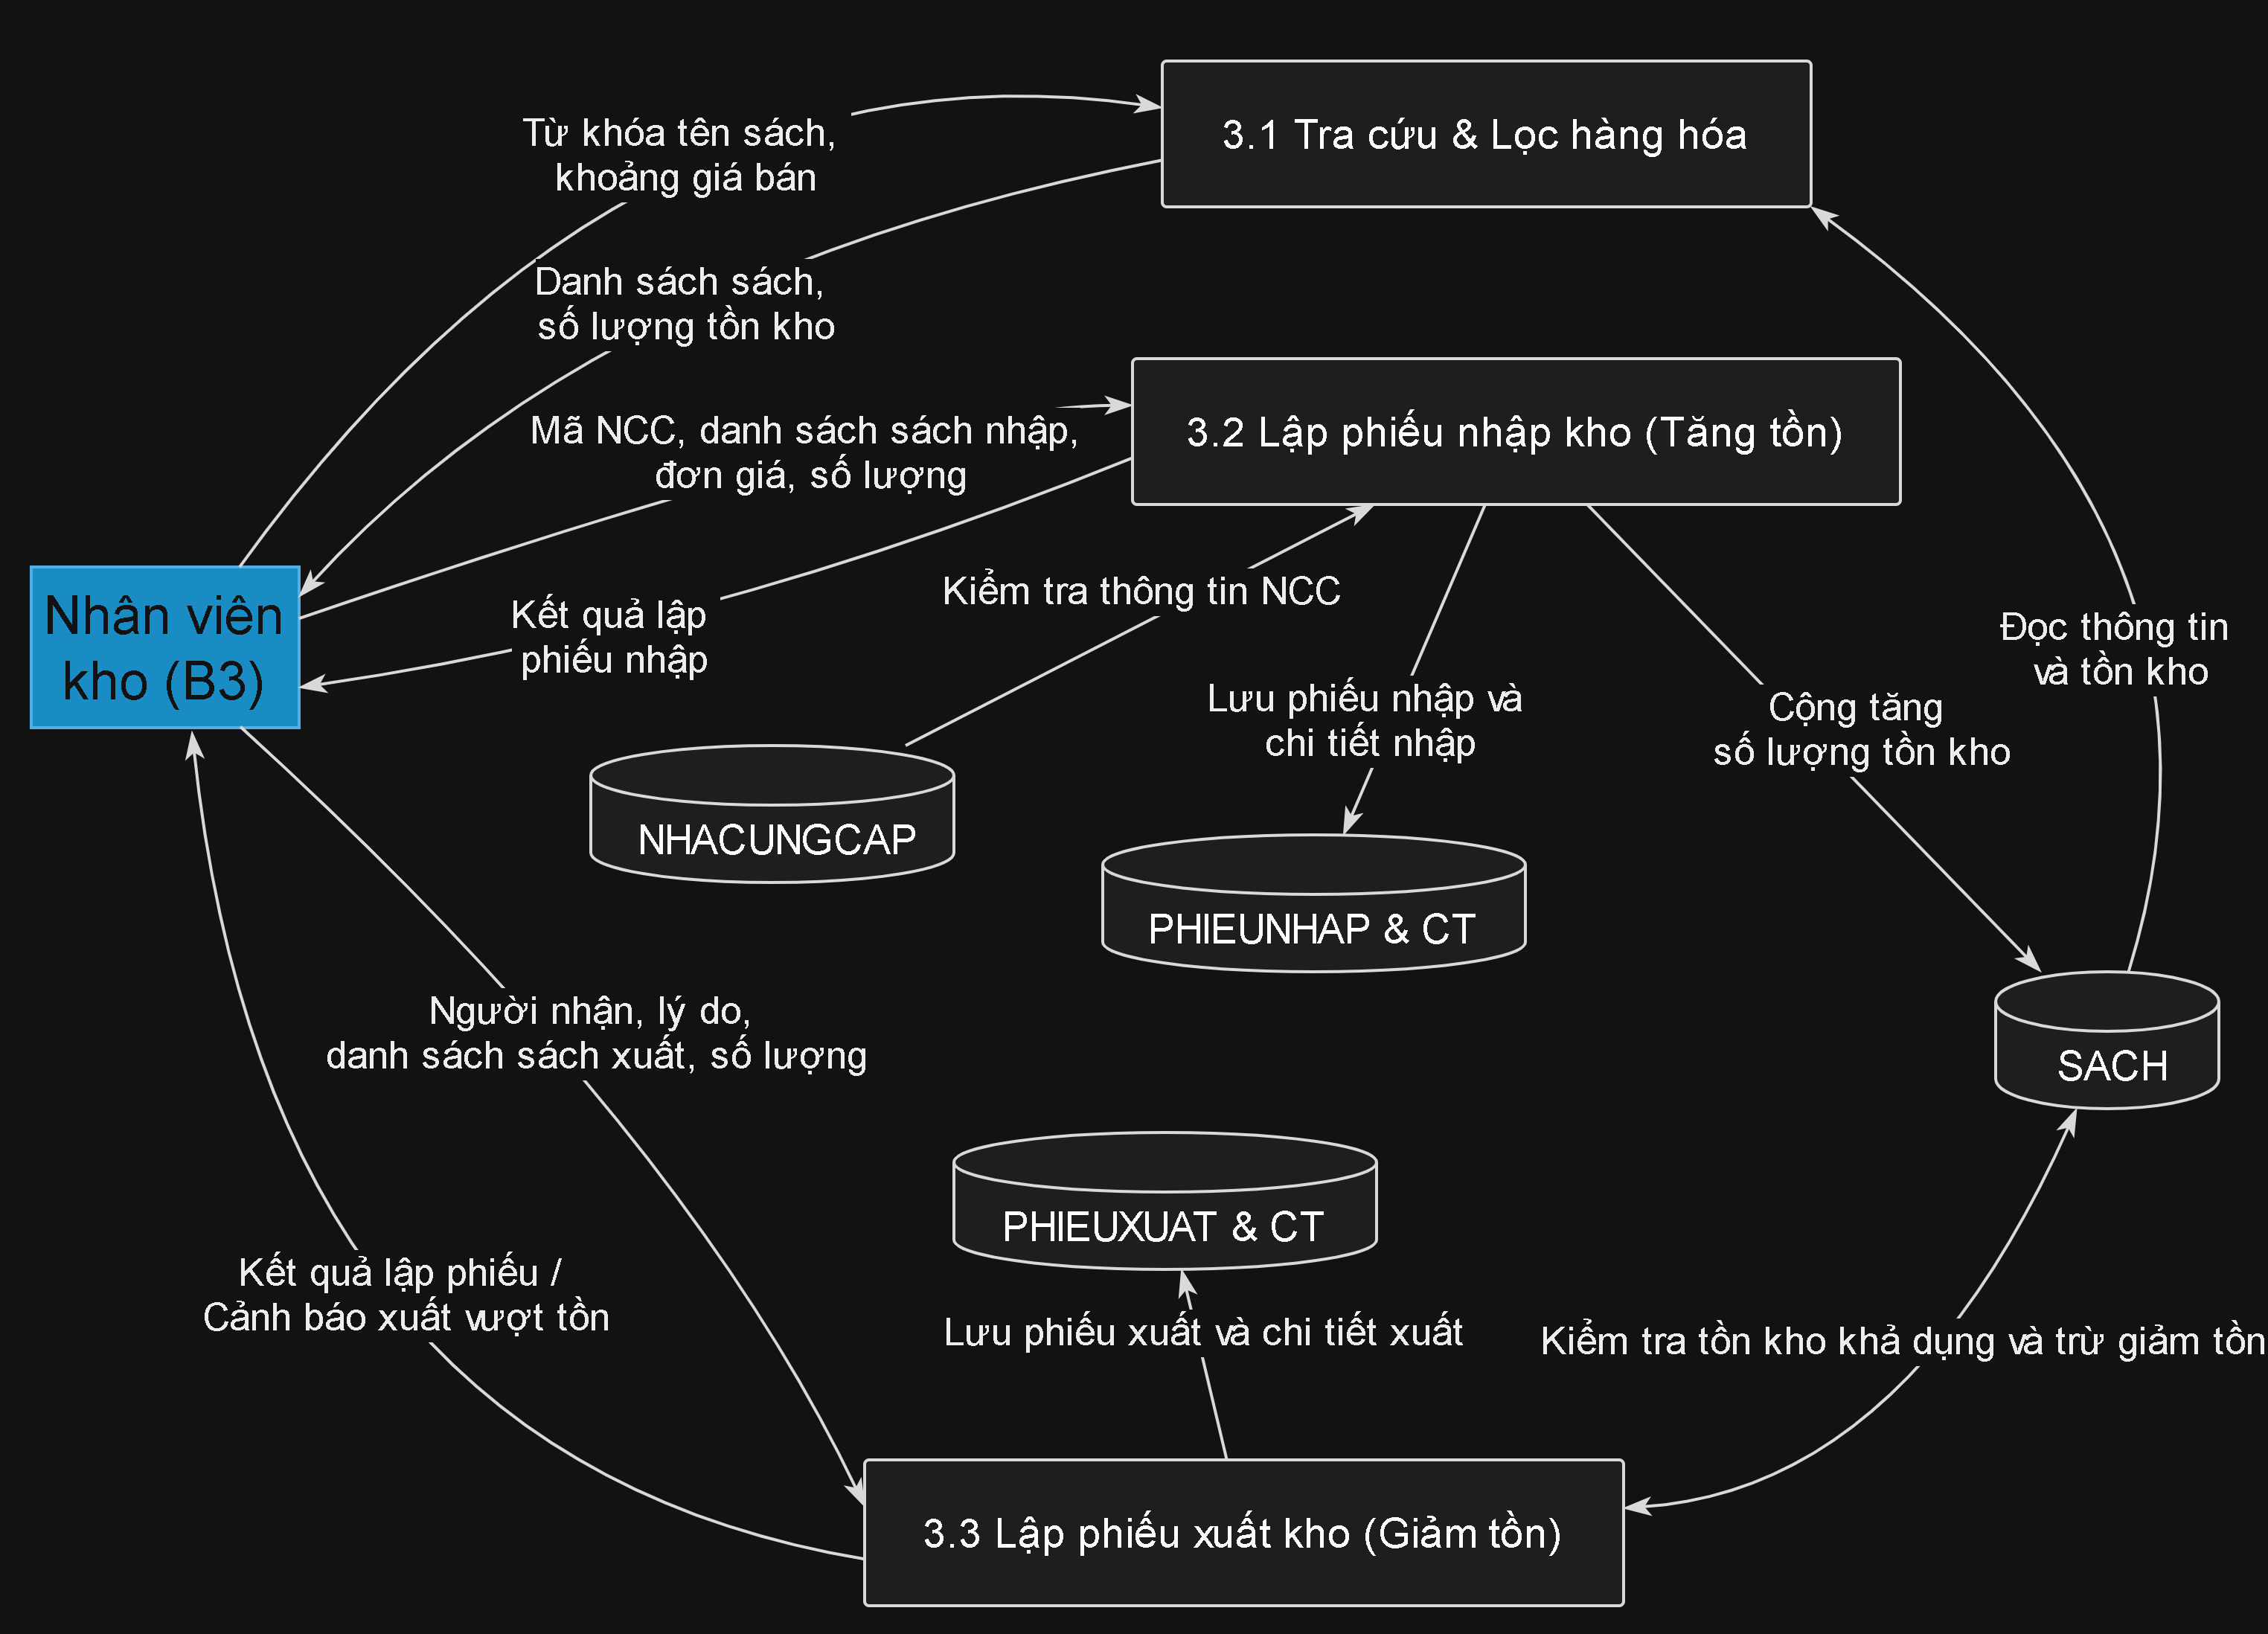 3.1 Tra cứu & Lọc hàng hóa
Từ khóa tên sách,
khoảng giá bán
Danh sách sách,
số lượng tồn kho
Mã NCC, danh sách sách nhập,
đơn giá, số lượng
3.2 Lập phiếu nhập kho (Tăng tồn)
Nhân viên
kho (B3)
Kết quả lập
phiếu nhập
Kiểm tra thông tin NCC
Lưu phiếu nhập và
chi tiết nhập
Cộng tăng
số lượng tồn kho
Đọc thông tin
và tồn kho
NHACUNGCAP
PHIEUNHAP & CT
SACH
Người nhận, lý do,
danh sách sách xuất, số lượng
PHIEUXUAT & CT
Kết quả lập phiếu /
Cảnh báo xuất vượt tồn
Lưu phiếu xuất và chi tiết xuất
Kiểm tra tồn kho khả dụng và trừ giảm tồn
3.3 Lập phiếu xuất kho (Giảm tồn)